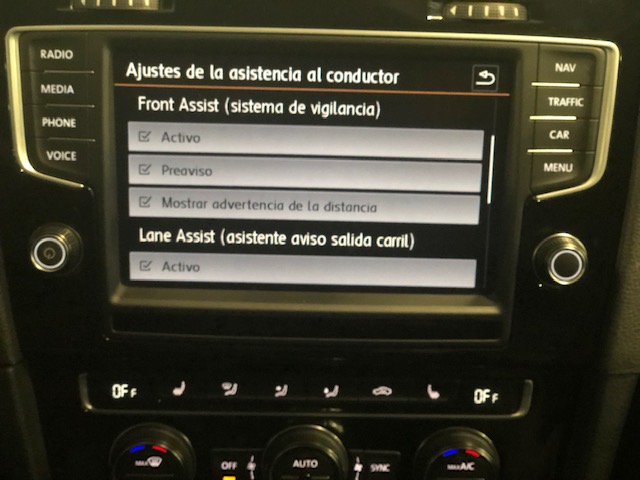 RADIO
MEDIA
PHONE
VOICE
Ajustes de la asistencia al conductor
Front Assist (sistema de vigilancia)
Activo
Preaviso
Mostrar advertencia de la distancia
Lane Assist (asistente aviso salida carril)
Activo
NAV
TRAFFIC
CAR
MENU
OFF
OFF
MAX
OFF
AUTO
SYNC
MAX A/C